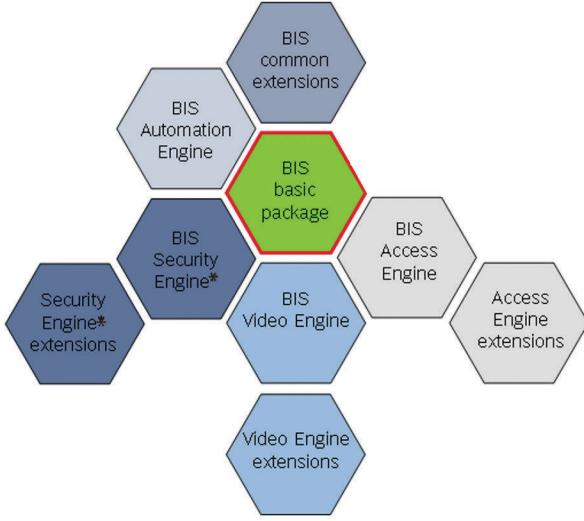 BIS
common
extensions
BIS
Automation
Engine
BIS
basic
package
BIS
Security
Engine*
BIS
Access
Engine
Security
Engine*
extensions
BIS
Video Engine
Access
Engine
extensions
Video Engine
extensions